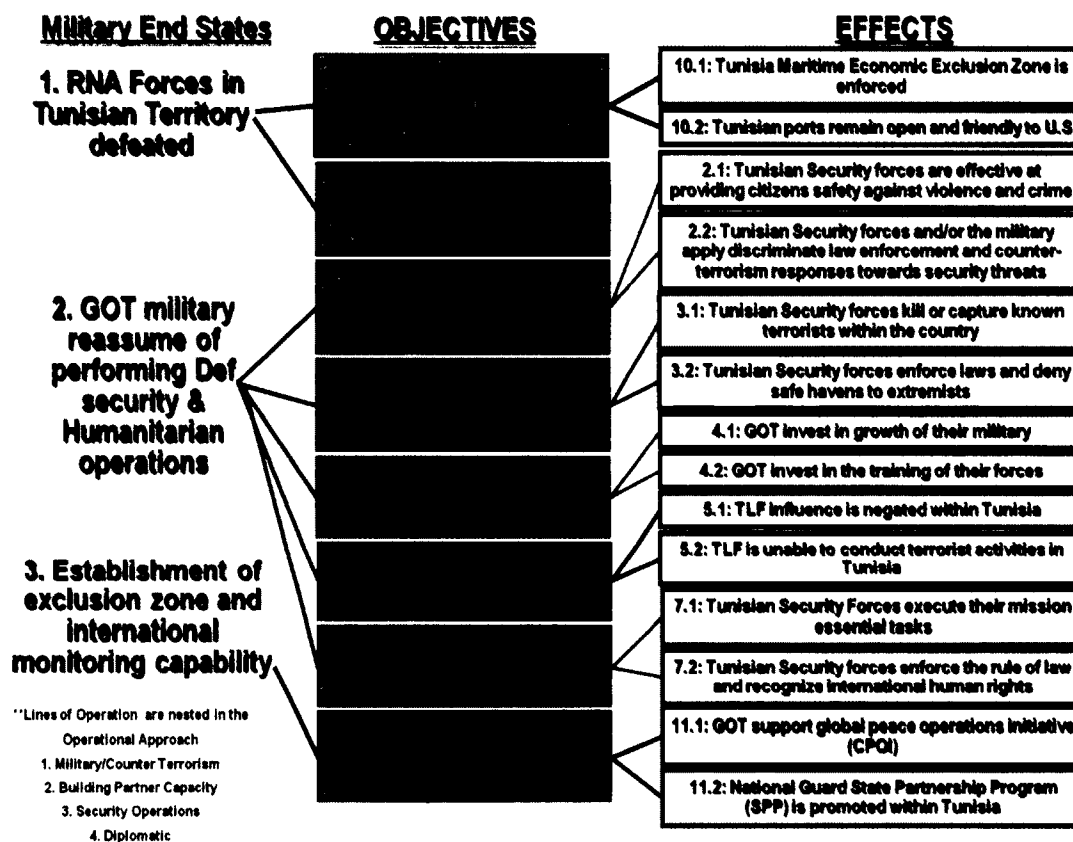 Military End States
OBJECTIVES
EFFECTS
1. RNA Forces in
Tunisian Territory
defeated
2. GOT military
reassume of
performing Def
security &
Humanitarian
operations
3. Establishment of
exclusion zone and
international
monitoring capability
**Lines of Operation are nested in the
Operational Approach
1. Military/Counter Terrorism
2. Building Partner Capacity
3. Security Operations
4. Diplomatic
10.1: Tunisia Maritime Economic Exclusion Zone is
enforced
10.2: Tunisian ports remain open and friendly to U.S
2.1: Tunisian Security forces are effective at
providing citizens safety against violence and crime
2.2: Tunisian Security forces and/or the military
apply discriminate law enforcement and counter-
terrorism responses towards security threats
3.1: Tunisian Security forces kill or capture known
terrorists within the country
3.2: Tunisian Security forces enforce laws and deny
safe havens to extremists
4.1: GOT invest in growth of their military
4.2: GOT invest in the training of their forces
5.1: TLF influence is negated within Tunisia
5.2: TLF is unable to conduct terrorist activities in
Tunisia
7.1: Tunisian Security Forces execute their mission
essential tasks
7.2: Tunisian Security forces enforce the rule of law
and recognize international human rights
11.1: GOT support global peace operations initiative
(CPOI)
11.2: National Guard State Partnership Program
(SPP) is promoted within Tunisia